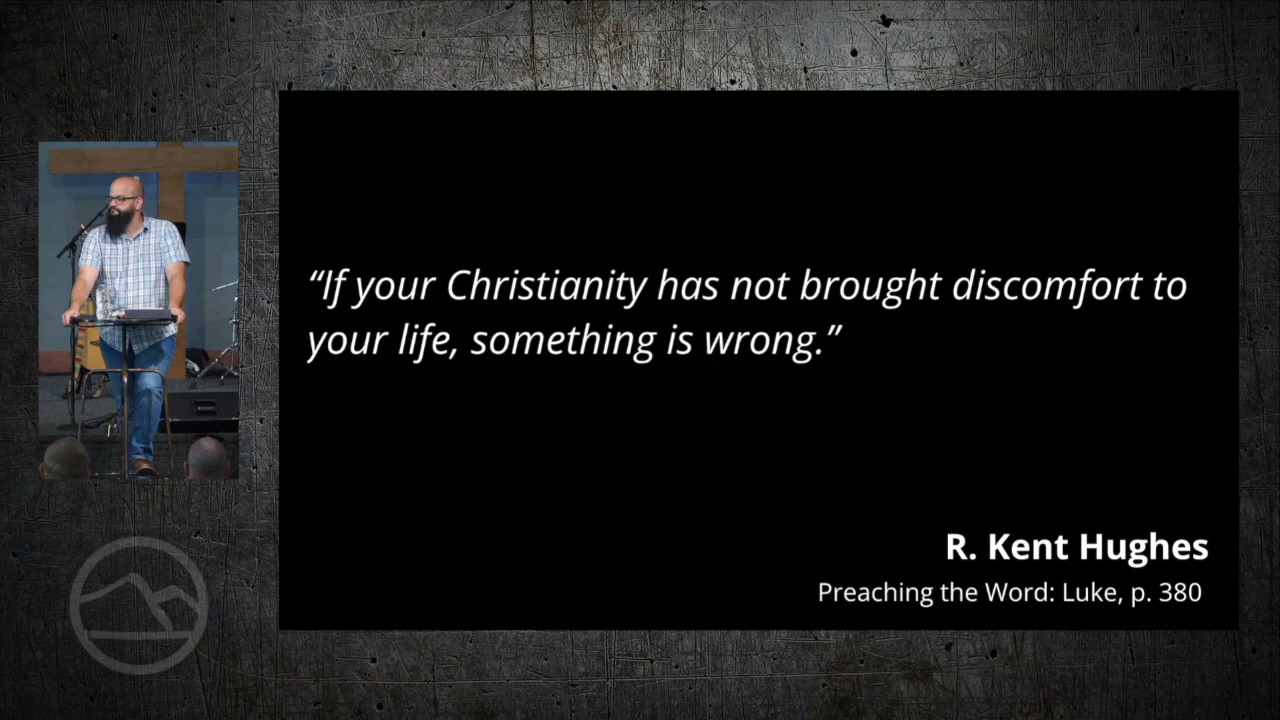 “If your Christianity has not brought discomfort to
your life, something is wrong.”
R. Kent Hughes
Preaching the Word: Luke, p. 380